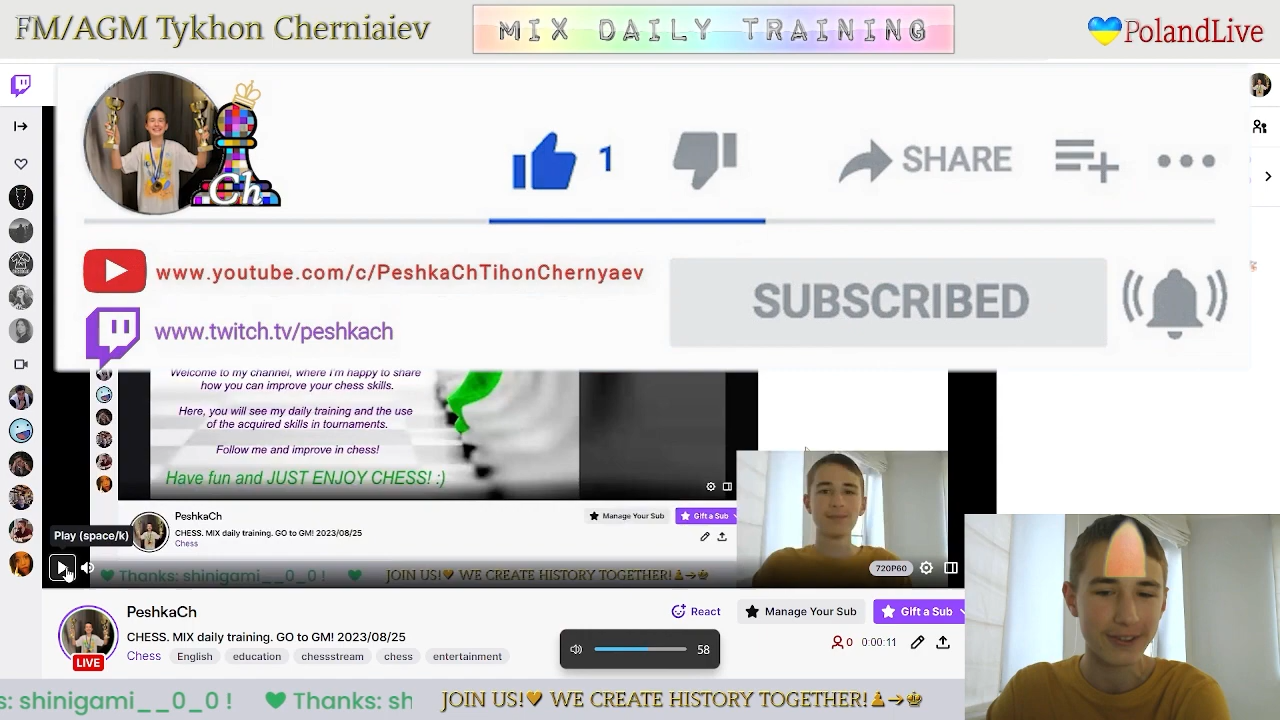 FM/AGM Tykhon Cherniaiev
MIX DAILY TRAINING
PolandLive
Ch
1
SHARE
www.youtube.com/c/PeshkaChTihonChernyaev
SUBSCRIBED
www.twitch.tv/peshkach
Welcome to my channel, where I'm happy to share
how you can improve your chess skills.
Here, you will see my daily training and the use
of the acquired skills in tournaments.
Follow me and improve in chess!
Have fun and JUST ENJOY CHESS! :)
PeshkaCh
Manage Your Sub
Gift a Sub
CHESS. MIX daily training. GO to GM! 2023/08/25
Chess
Play (space/k)
Thanks: shinigami__0_0 !
JOIN US! WE CREATE HISTORY TOGETHER!
720P60
PeshkaCh
React
Manage Your Sub
Gift a Sub
CHESS. MIX daily training. GO to GM! 2023/08/25
0
0:00:11
Chess
English
education
chessstream
chess
entertainment
58
LIVE
s: shinigami__0_0 !
Thanks: sh
JOIN US! WE CREATE HISTORY TOGETHER!